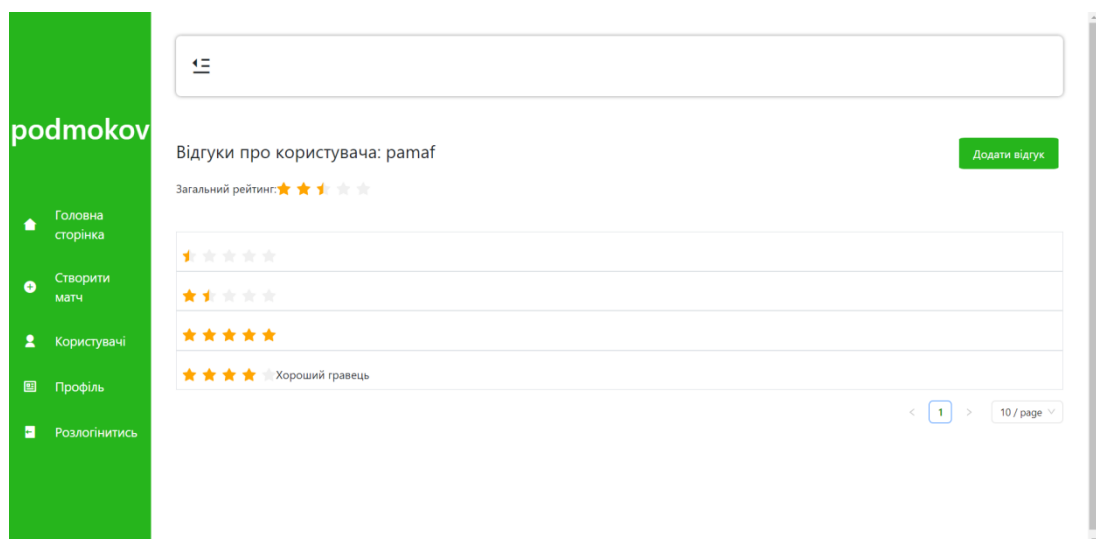 podmokov
Головна
сторінка
Створити
матч
Користувачі
Профіль
Розлогінитись
Відгуки про користувача: pamaf
Додати відгук
Загальний рейтинг:
Хороший гравець
< 1 > 10 / page